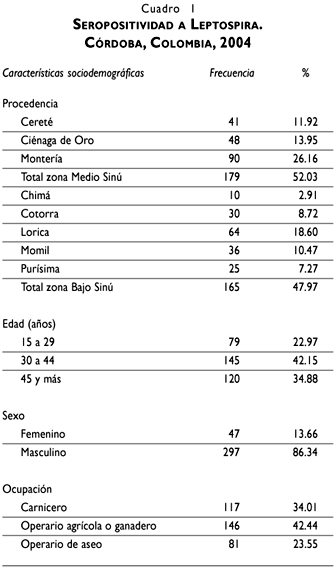 Cuadro 1
SEROPOSITIVIDAD A LEPTOSPIRA.
CÓRDOBA, COLOMBIA, 2004
Características sociodemográficas Frecuencia %
Procedencia
Cereté 41 11.92
Ciénaga de Oro 48 13.95
Montería 90 26.16
Total zona Medio Sinú 179 52.03
Chimá 10 2.91
Cotorra 30 8.72
Lorica 64 18.60
Momil 36 10.47
Purísima 25 7.27
Total zona Bajo Sinú 165 47.97
Edad (años)
15 a 29 79 22.97
30 a 44 145 42.15
45 y más 120 34.88
Sexo
Femenino 47 13.66
Masculino 297 86.34
Ocupación
Carnicero 117 34.01
Operario agrícola o ganadero 146 42.44
Operario de aseo 81 23.55